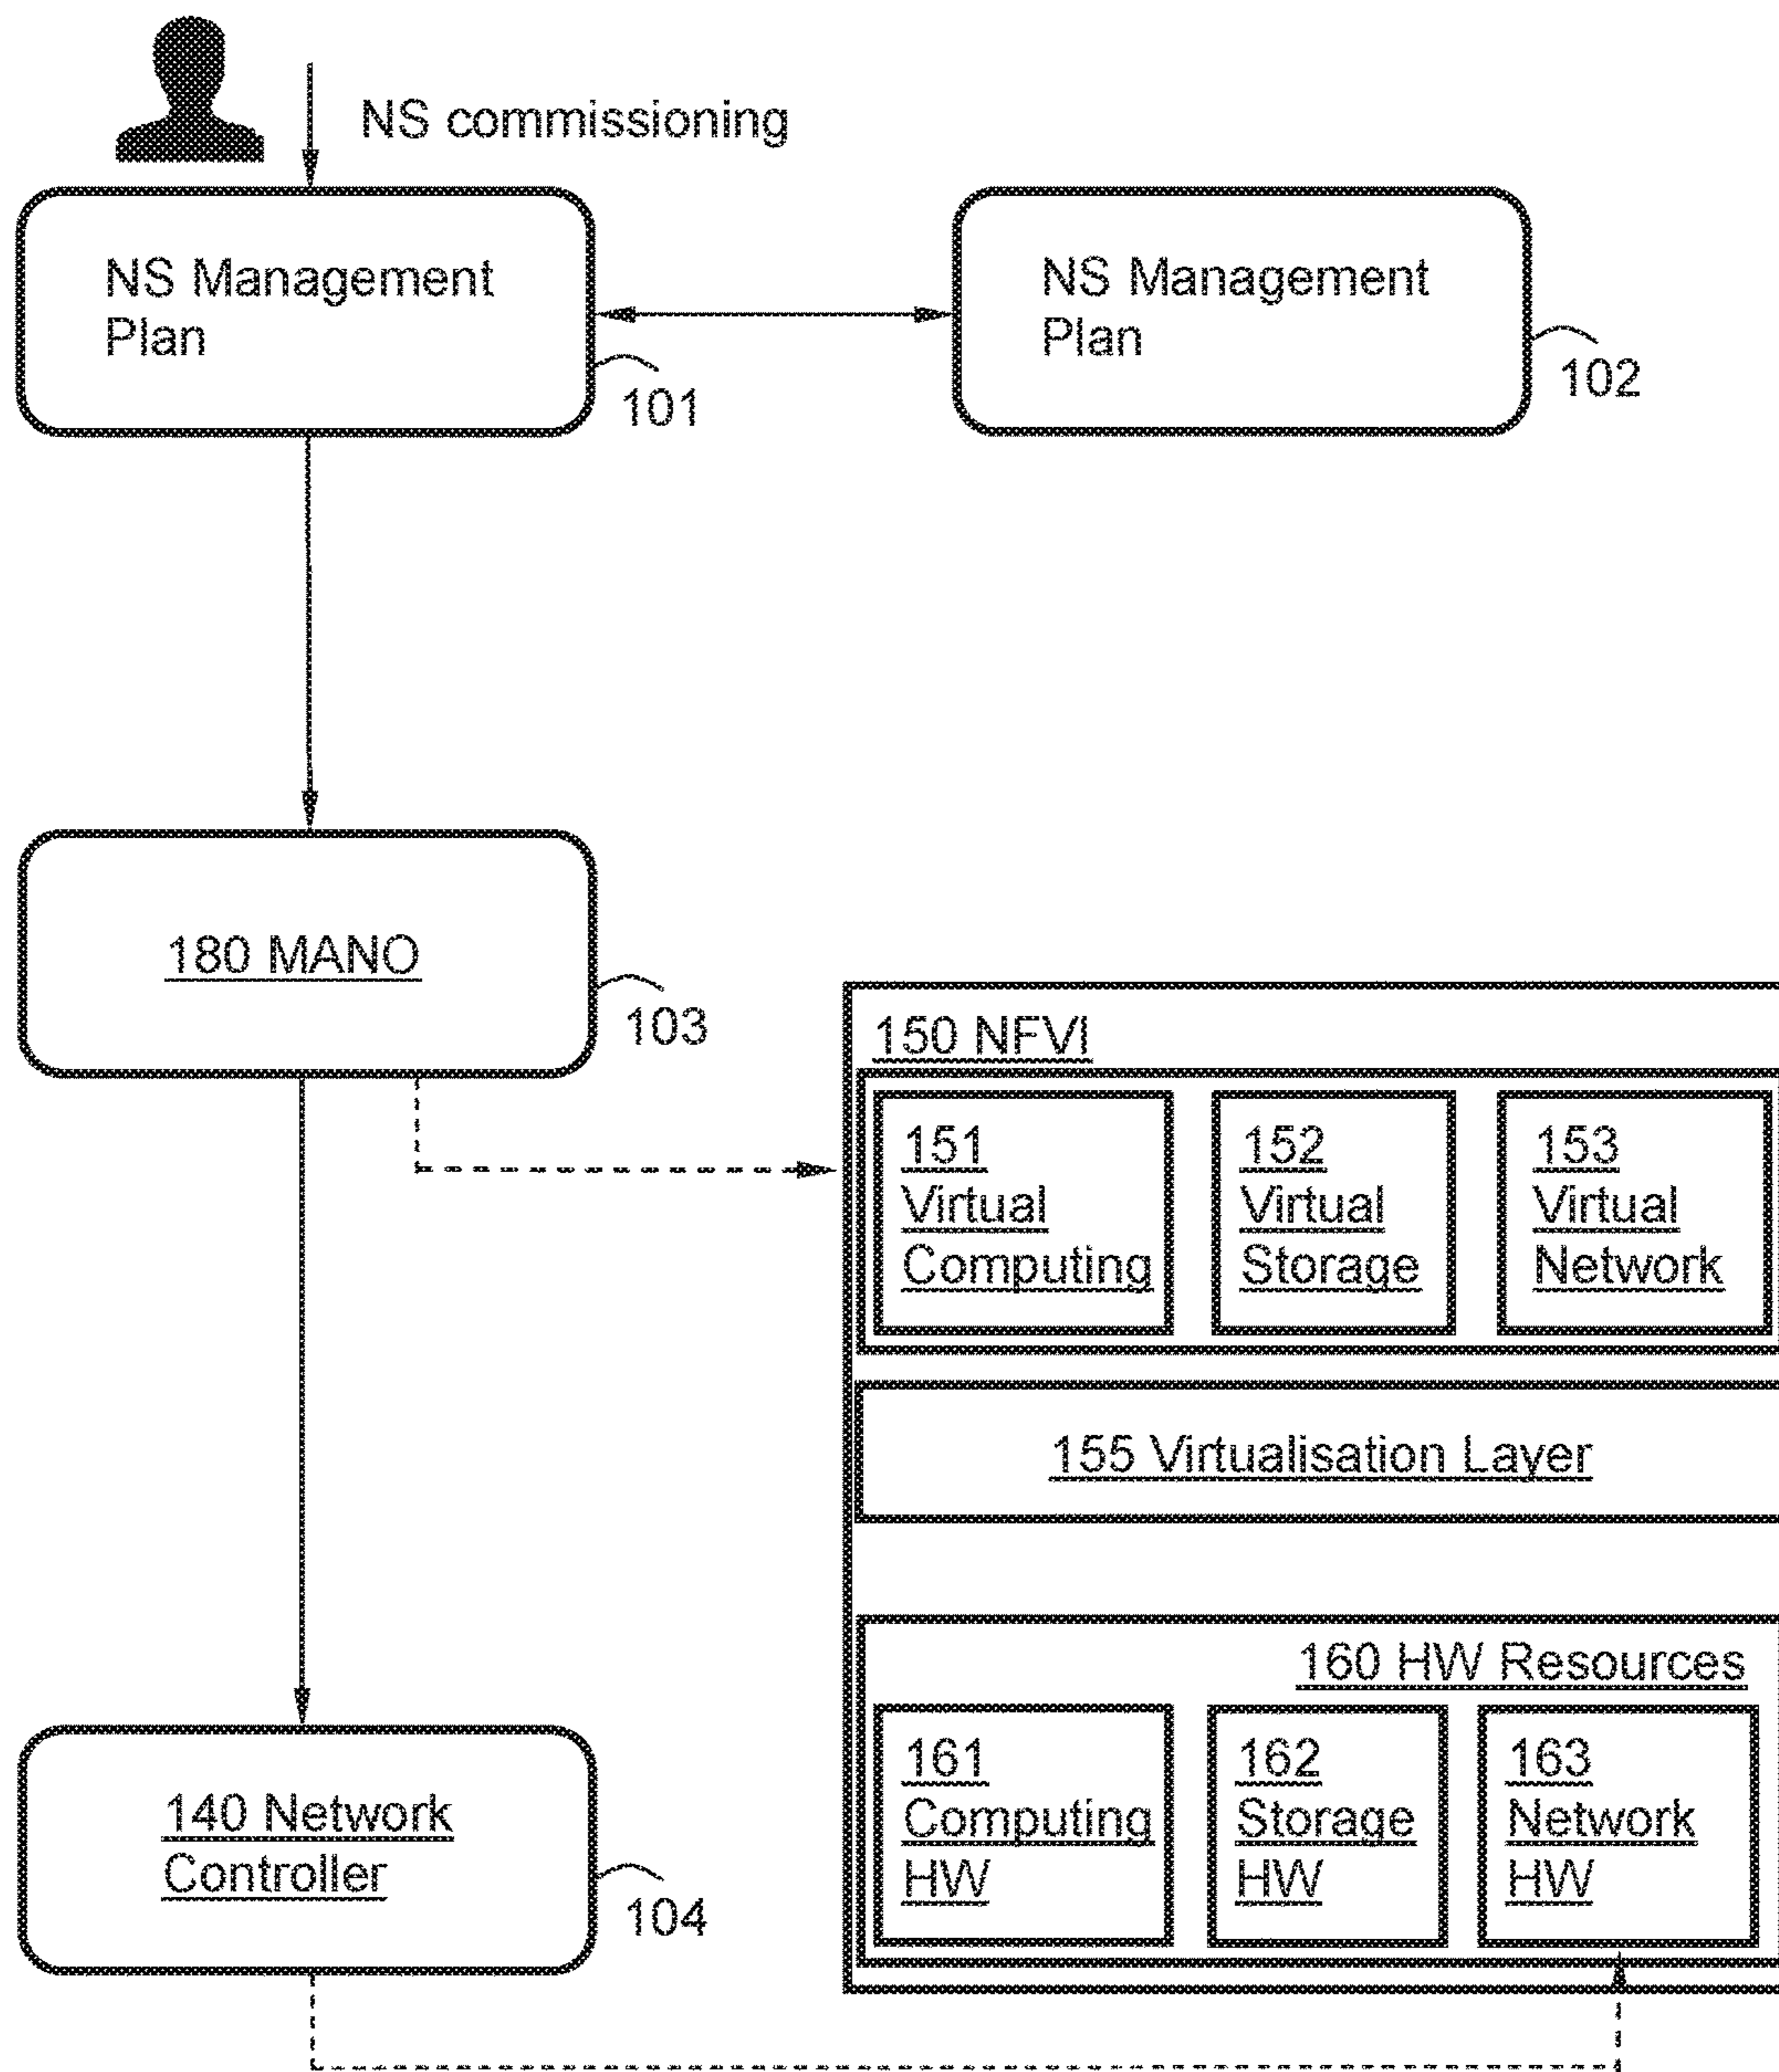 NS commissioning
NS Management
Plan
101
NS Management
Plan
102
180 MANO
103
150 NFVI
151
Virtual
Computing
152
Virtual
Storage
153
Virtual
Network
155 Virtualisation Layer
160 HW Resources
161
Computing
HW
162
Storage
HW
163
Network
HW
140 Network
Controller
104